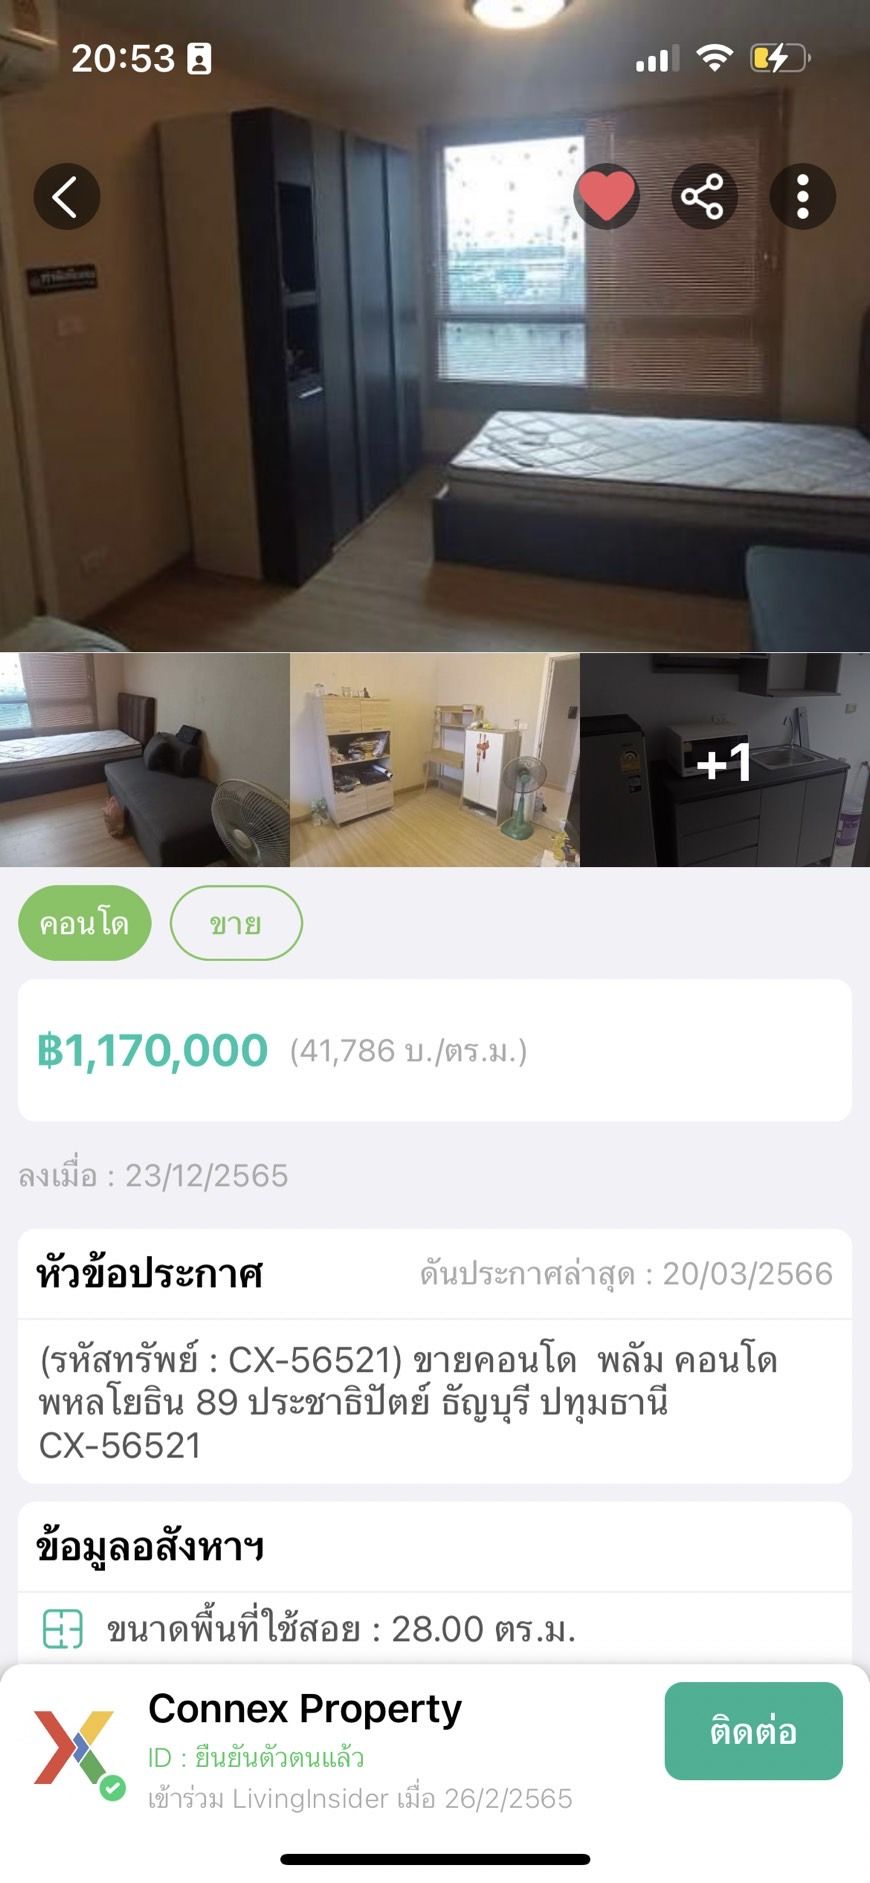 20:53
+1
คอนโด
ขาย
฿1,170,000 (41,786 บ./ตร.ม.)
ลงเมื่อ : 23/12/2565
หัวข้อประกาศ
ดันประกาศล่าสุด : 20/03/2566
(รหัสทรัพย์ : CX-56521) ขายคอนโด พลัม คอนโด
พหลโยธิน 89 ประชาธิปัตย์ ธัญบุรี ปทุมธานี
CX-56521
ข้อมูลอสังหาฯ
ขนาดพื้นที่ใช้สอย : 28.00 ตร.ม.
Connex Property
ID : ยืนยันตัวตนแล้ว
เข้าร่วม LivingInsider เมื่อ 26/2/2565
ติดต่อ